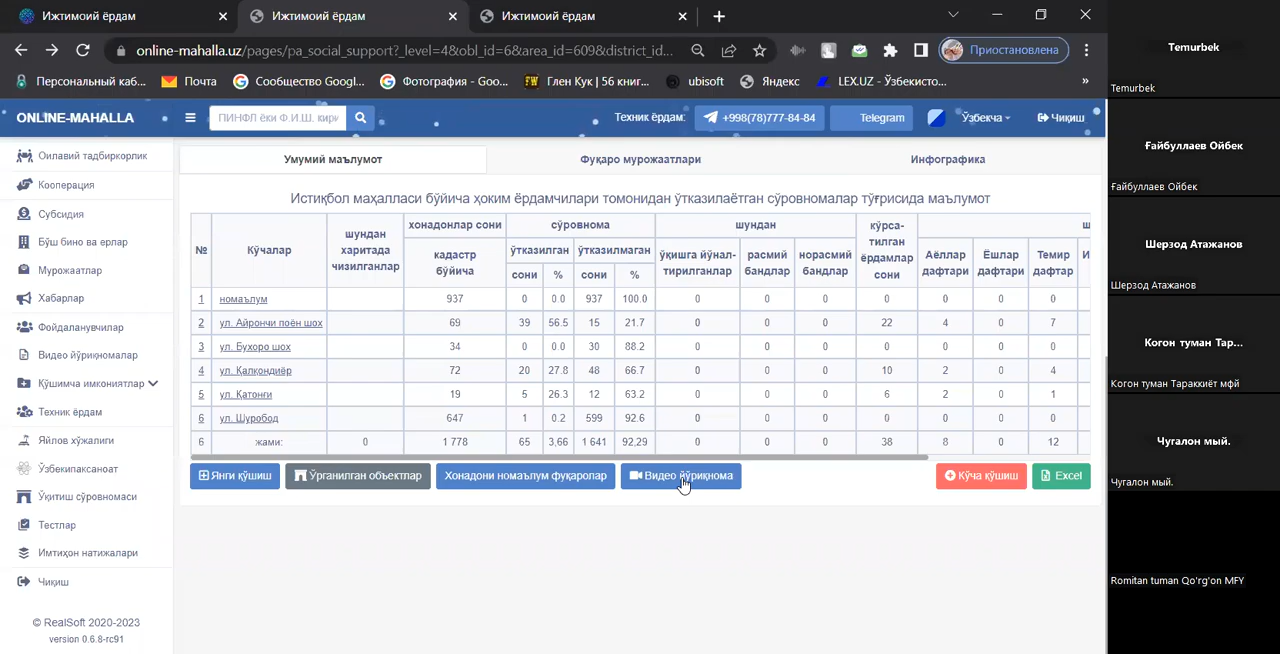 Ижтимоий ёрдам
Ижтимоий ёрдам
Ижтимоий ёрдам
online-mahalla.uz/pages/pa_social_support?_level=4&obl_id=6&area_id=609&district_id...
Приостановлена
Персональный каб...
Почта
Сообщество Googl...
Фотография - Goo...
Глен Кук | 56 книг...
ubisoft
Яндекс
LEX.UZ - Ўзбекисто...
»
ONLINE-MAHALLA
ПИНФЛ ёки Ф.И.Ш. кири
Техник ёрдам:
+998(78)777-84-84
Telegram
Ўзбекча
Чиқиш
Оилавий тадбиркорлик
Кооперация
Субсидия
Бўш бино ва ерлар
Мурожаатлар
Хабарлар
Фойдаланувчилар
Видео йўриқномалар
Қўшимча имкониятлар
Техник ёрдам
Яйлов хўжалиги
Ўзбекипаксаноат
Ўқитиш сўровномаси
Тестлар
Имтиҳон натижалари
Чиқиш
© RealSoft 2020-2023
version 0.6.8-rc91
Умумий маълумот
Фуқаро мурожаатлари
Инфографика
Истиқбол маҳалласи бўйича ҳоким ёрдамчилари томонидан ўтказилаётган сўровномалар тўғрисида маълумот
№ Кўчалар шундан харитада чизилганлар хонадонлар сони сўровнома шундан кўрса-тилган ёрдамлар сони ш
кадастр бўйича ўтказилган ўтказилмаган ўқишга йўнал-тирилганлар расмий бандлар норасмий бандлар Аёллар дафтари Ёшлар дафтари Темир дафтар И
сони % сони %
1 номаълум 937 0 0.0 937 100.0 0 0 0 0 0 0 0
2 ул. Айрончи поён шох 69 39 56.5 15 21.7 0 0 0 22 4 0 7
3 ул. Бухоро шох 34 0 0.0 30 88.2 0 0 0 0 0 0 0
4 ул. Қалқондиёр 72 20 27.8 48 66.7 0 0 0 10 2 0 4
5 ул. Қатонғи 19 5 26.3 12 63.2 0 0 0 6 2 0 1
6 ул. Шуробод 647 1 0.2 599 92.6 0 0 0 0 0 0 0
6 жами: 0 1 778 65 3,66 1 641 92,29 0 0 0 38 8 0 12
Янги қўшиш
Ўрганилган объектлар
Хонадони номаълум фуқаролар
Видео йўриқнома
Кўча қўшиш
Excel
Temurbek
Temurbek
Ғайбуллаев Ойбек
Ғайбуллаев Ойбек
Шерзод Атажанов
Шерзод Атажанов
Когон туман Тар...
Когон туман Тараккиёт мфй
Чугалон мый.
Чугалон мый.
Romitan tuman Qo'rg'on MFY